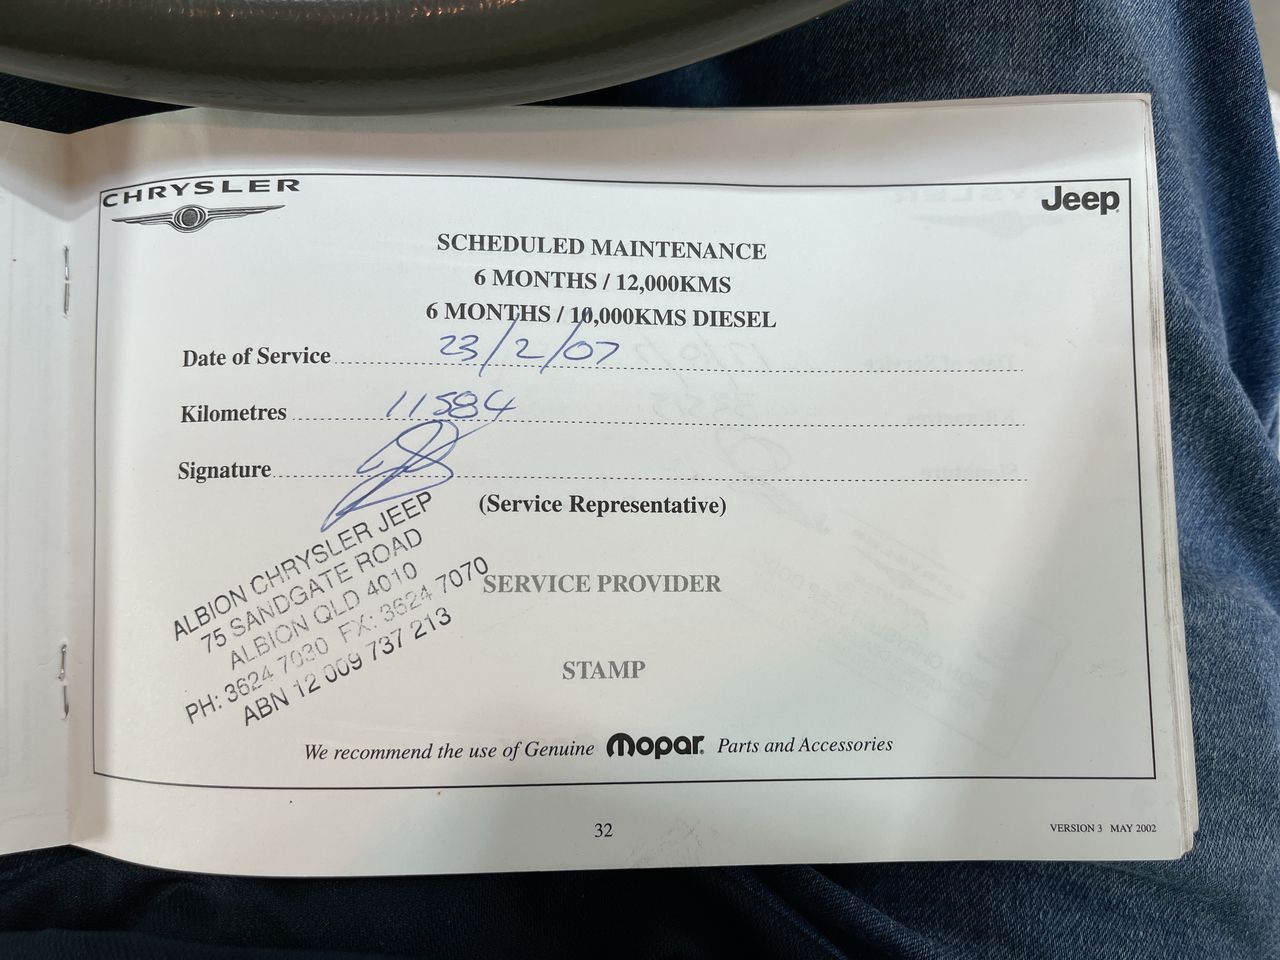 CHRYSLER
Jeep
SCHEDULED MAINTENANCE
6 MONTHS / 12,000KMS
6 MONTHS / 10,000KMS DIESEL
Date of Service 23/2/07
Kilometres 11584
Signature
(Service Representative)
ALBION CHRYSLER JEEP
75 SANDGATE ROAD
ALBION QLD 4010
PH: 3624 7030 FX: 3624 7070
ABN 12 009 737 213
SERVICE PROVIDER
STAMP
We recommend the use of Genuine Mopar. Parts and Accessories
32
VERSION 3 MAY 2002